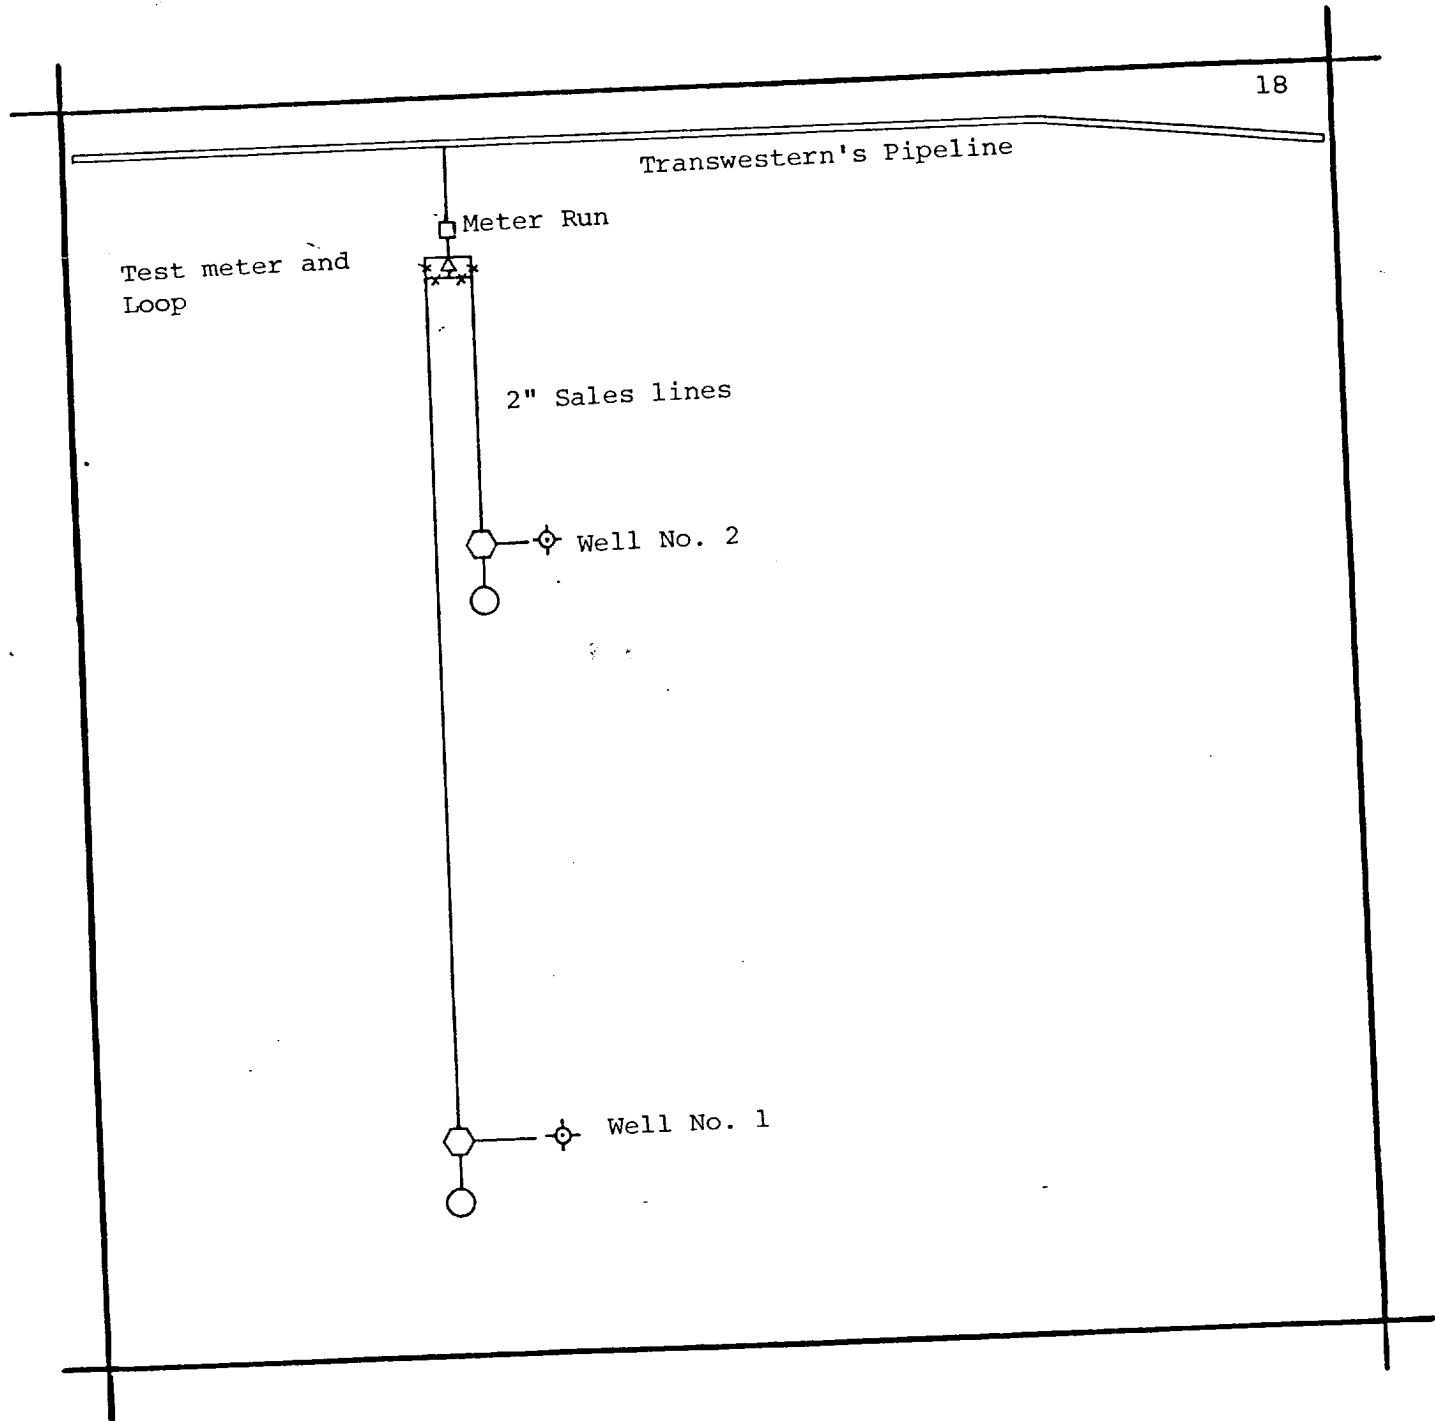 18
Transwestern's Pipeline
Meter Run
Test meter and
Loop
2" Sales lines
Well No. 2
Well No. 1